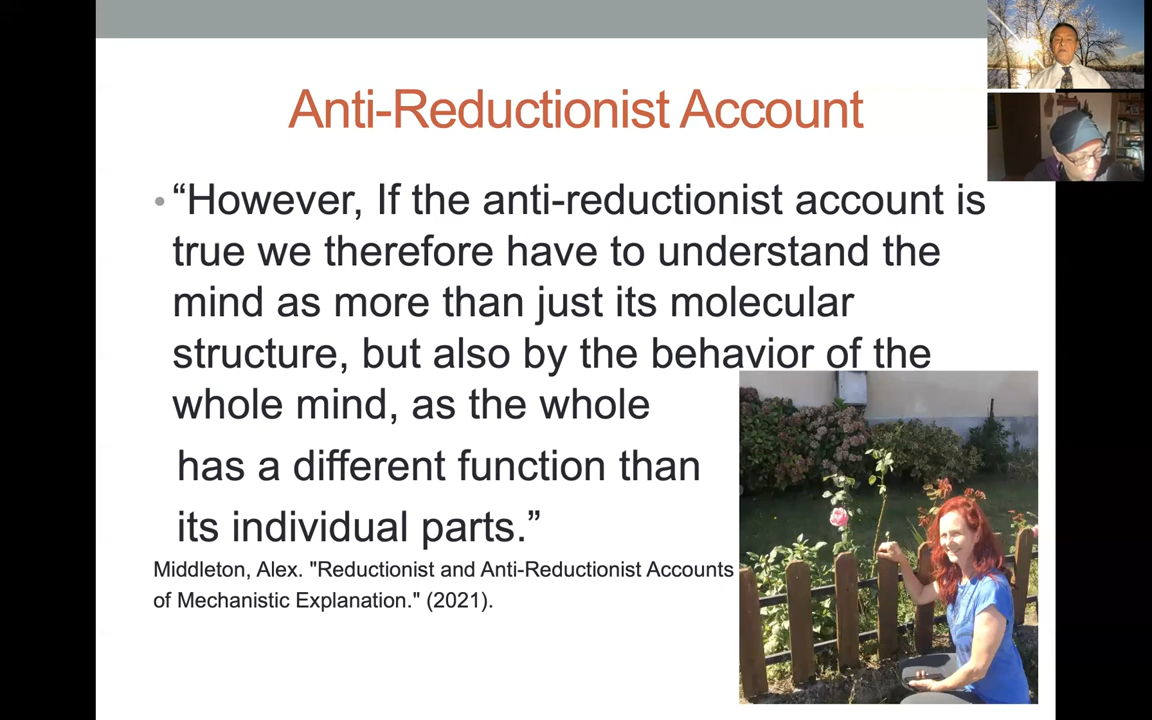 Anti-Reductionist Account
• “However, If the anti-reductionist account is
true we therefore have to understand the
mind as more than just its molecular
structure, but also by the behavior of the
whole mind, as the whole
has a different function than
its individual parts.”
Middleton, Alex. "Reductionist and Anti-Reductionist Accounts
of Mechanistic Explanation." (2021).